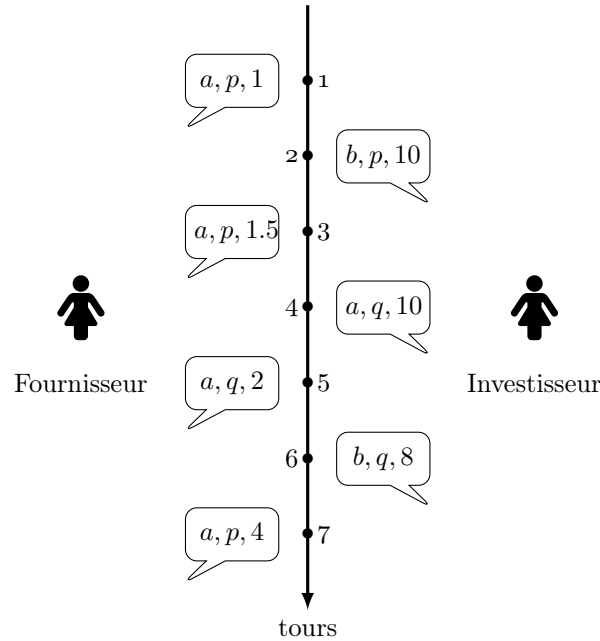 a, p, 1
1
2
b, p, 10
a, p, 1.5
3
4
a, q, 10
Fournisseur
Investisseur
a, q, 2
5
6
b, q, 8
a, p, 4
7
tours